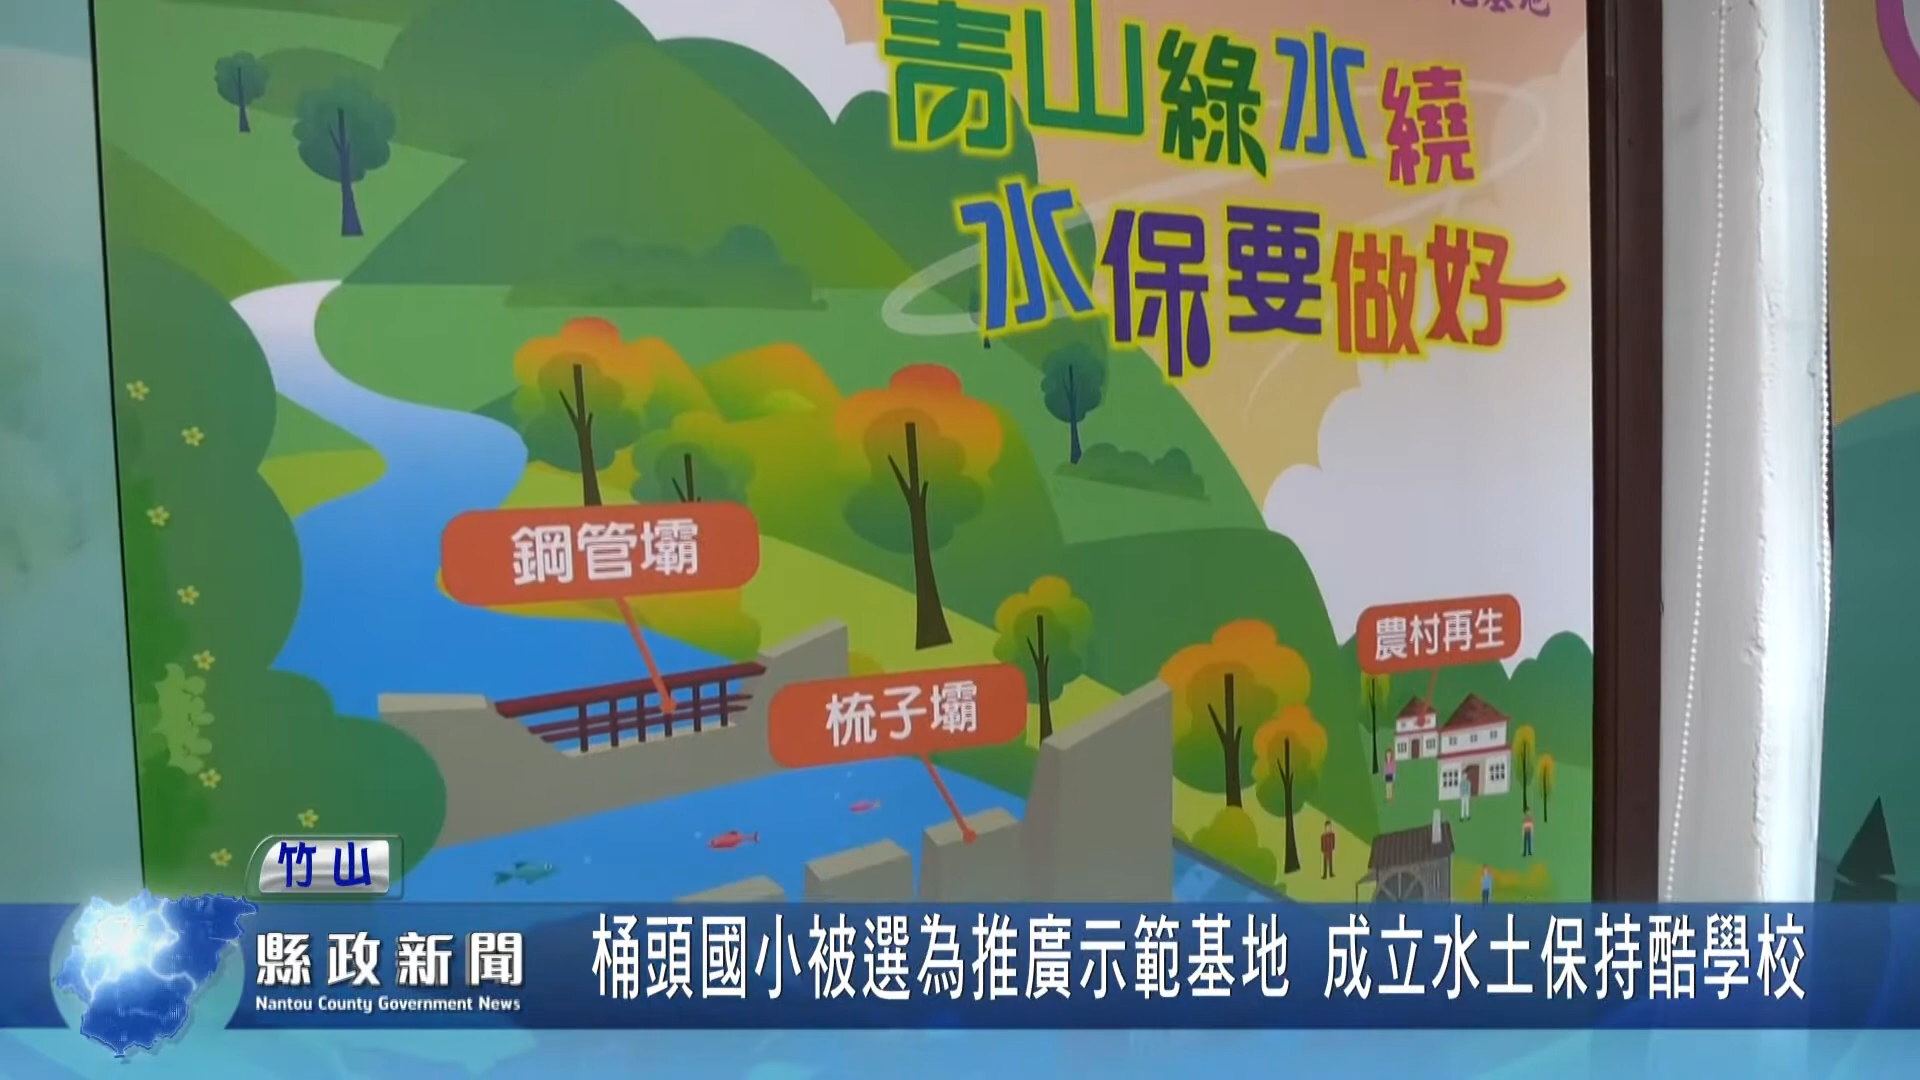 青山綠水繞
水保要做好
鋼管壩
梳子壩
農村再生
竹山
縣政新聞
Nantou County Government News
桶頭國小被選為推廣示範基地 成立水土保持酷學校